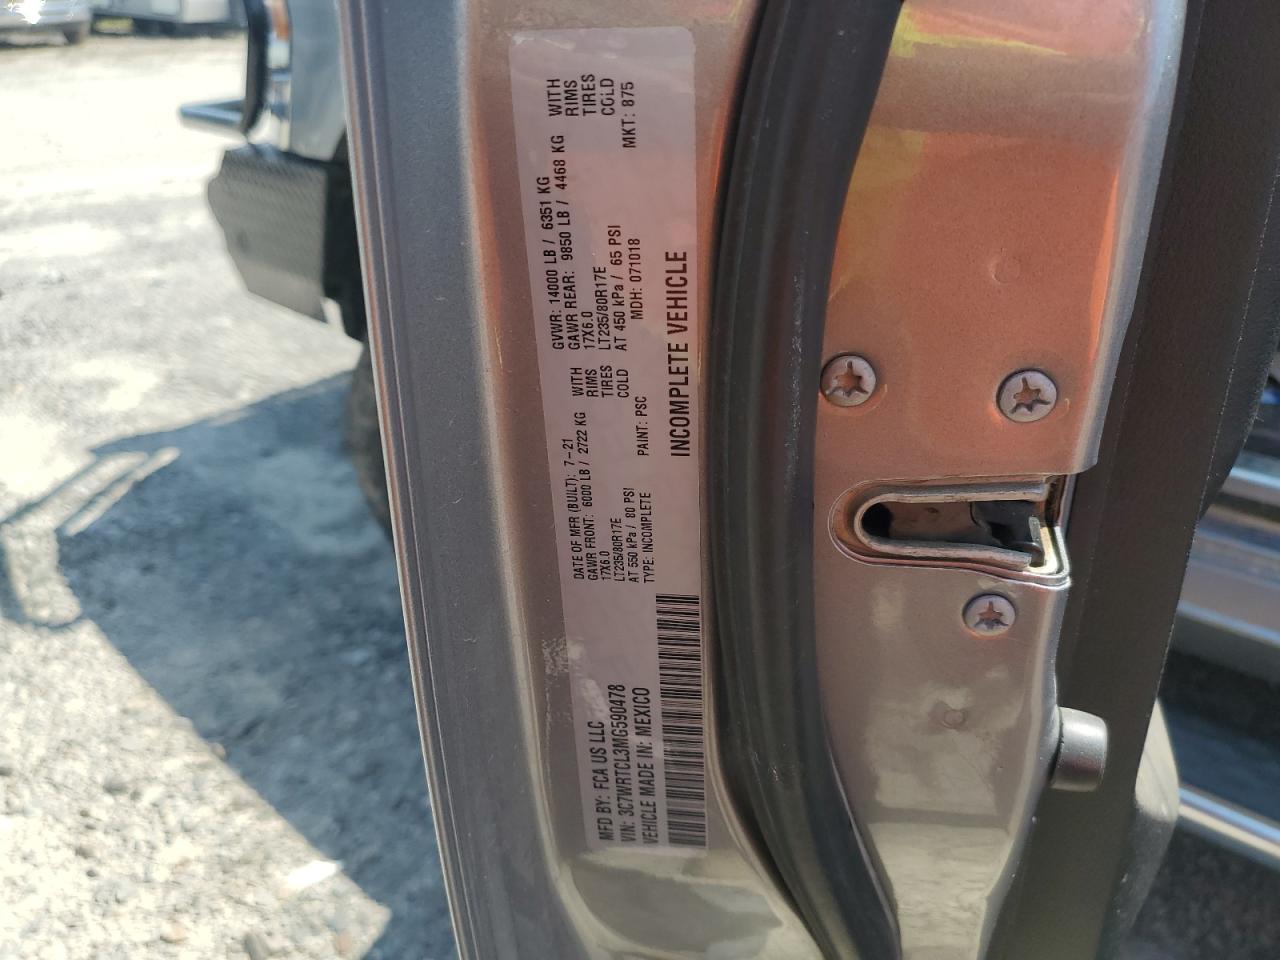 MFD BY: FCA US LLC
VIN: 3C7WRTCL3MG590478
VEHICLE MADE IN: MEXICO
DATE OF MFR (BUILT): 7-21
GVWR: 14000 LB / 6351 KG
GAWR FRONT: 6000 LB / 2722 KG WITH
GAWR REAR: 9850 LB / 4468 KG WITH
17X6.0 RIMS
17X6.0 RIMS
LT235/80R17E TIRES
LT235/80R17E TIRES
AT 550 kPa / 80 PSI COLD
AT 450 kPa / 65 PSI COLD
TYPE: INCOMPLETE PAINT: PSC MDH: 071018 MKT: 875
INCOMPLETE VEHICLE